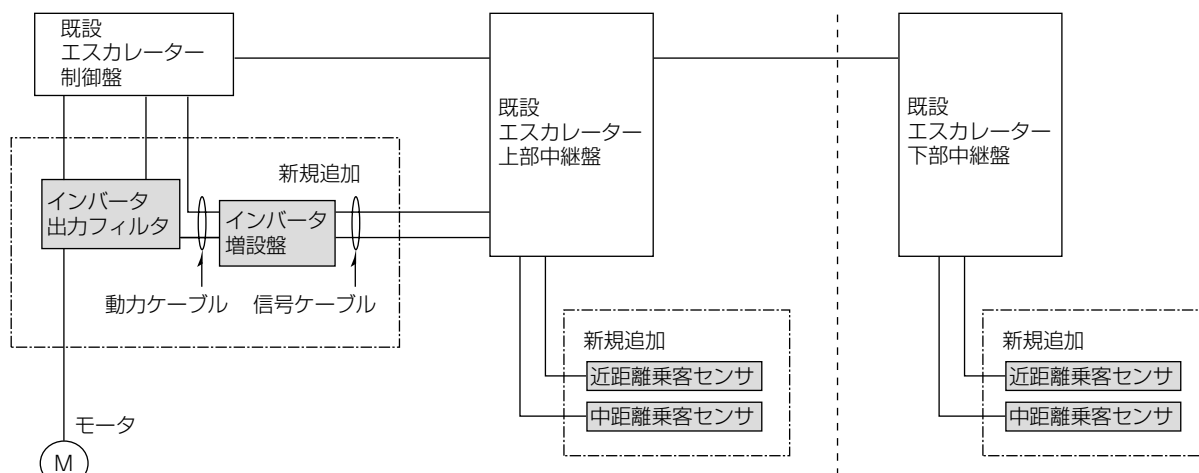 既設
エスカレーター
制御盤
既設
エスカレーター
上部中継盤
既設
エスカレーター
下部中継盤
新規追加
インバータ
出力フィルタ
インバータ
増設盤
動力ケーブル
信号ケーブル
新規追加
近距離乗客センサ
中距離乗客センサ
新規追加
近距離乗客センサ
中距離乗客センサ
モータ
M